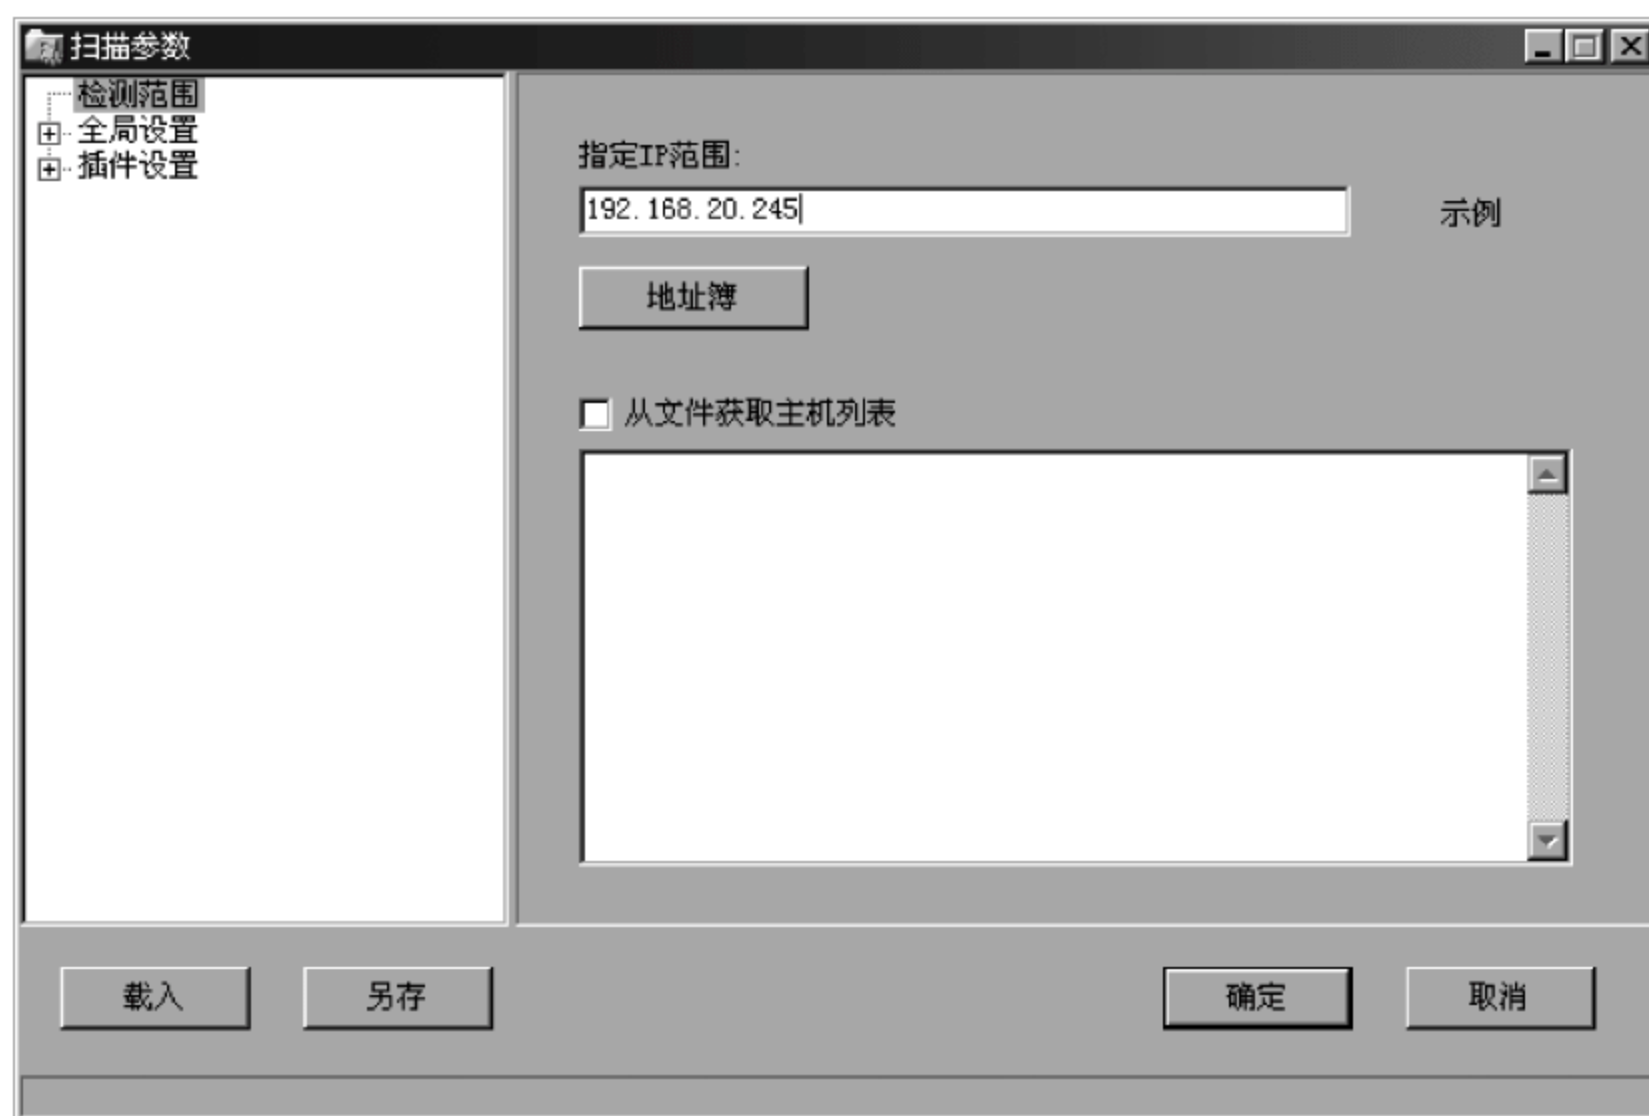 扫描参数
检测范围
全局设置
插件设置
指定IP范围:
192.168.20.245
示例
地址簿
从文件获取主机列表
载入
另存
确定
取消